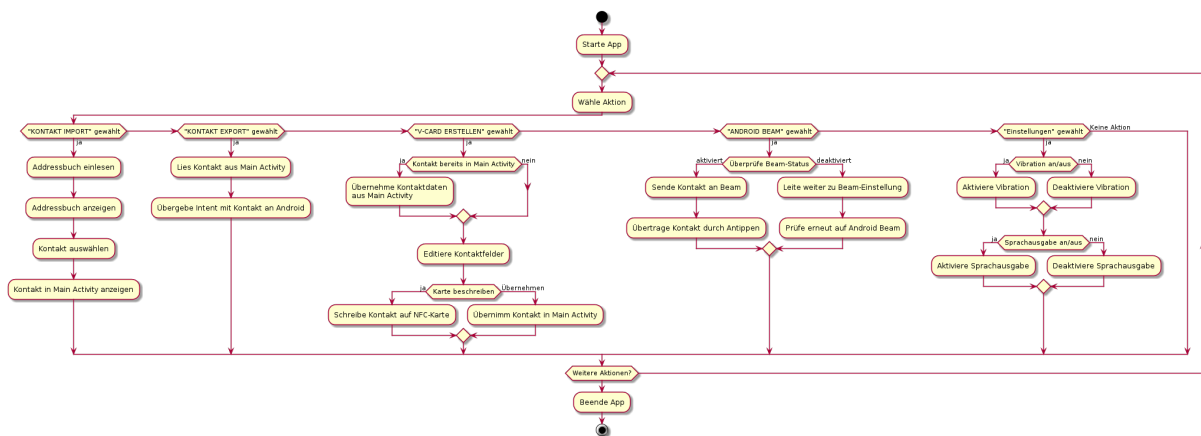 Starte App
Wähle Aktion
"KONTAKT IMPORT" gewählt
ja
Addressbuch einlesen
Addressbuch anzeigen
Kontakt auswählen
Kontakt in Main Activity anzeigen
"KONTAKT EXPORT" gewählt
ja
Lies Kontakt aus Main Activity
Übergebe Intent mit Kontakt an Android
"V-CARD ERSTELLEN" gewählt
ja
Kontakt bereits in Main Activity
ja
nein
Übernehme Kontaktdaten
aus Main Activity
Editiere Kontaktfelder
Karte beschreiben
ja
Übernehmen
Schreibe Kontakt auf NFC-Karte
Übernimm Kontakt in Main Activity
"ANDROID BEAM" gewählt
ja
Überprüfe Beam-Status
aktiviert
deaktiviert
Sende Kontakt an Beam
Übertrage Kontakt durch Antippen
Leite weiter zu Beam-Einstellung
Prüfe erneut auf Android Beam
"Einstellungen" gewählt
Keine Aktion
ja
Vibration an/aus
ja
nein
Aktiviere Vibration
Deaktiviere Vibration
Sprachausgabe an/aus
ja
nein
Aktiviere Sprachausgabe
Deaktiviere Sprachausgabe
Weitere Aktionen?
Beende App